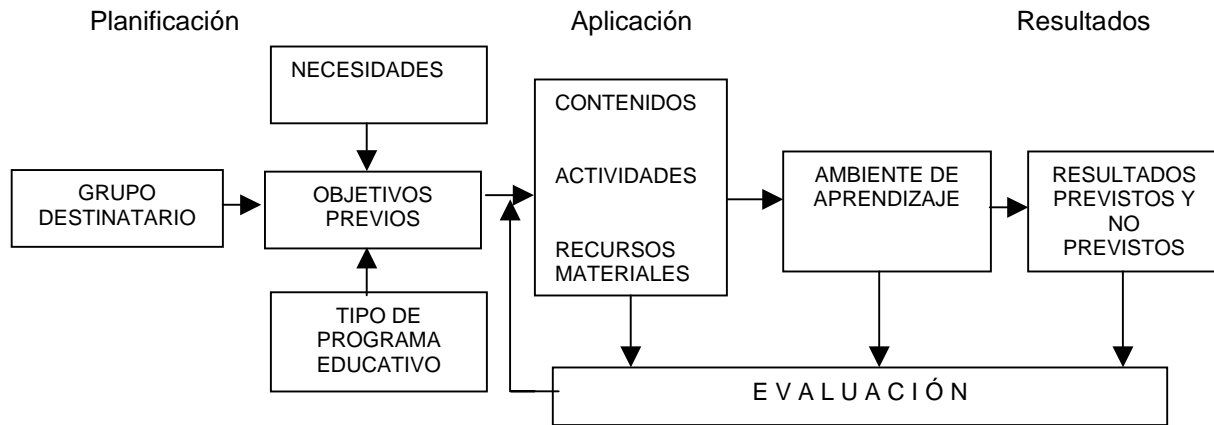 Planificación
Aplicación
Resultados
NECESIDADES
GRUPO
DESTINATARIO
OBJETIVOS
PREVIOS
TIPO DE
PROGRAMA
EDUCATIVO
CONTENIDOS
ACTIVIDADES
RECURSOS
MATERIALES
AMBIENTE DE
APRENDIZAJE
RESULTADOS
PREVISTOS Y
NO
PREVISTOS
E V A L U A C I Ó N